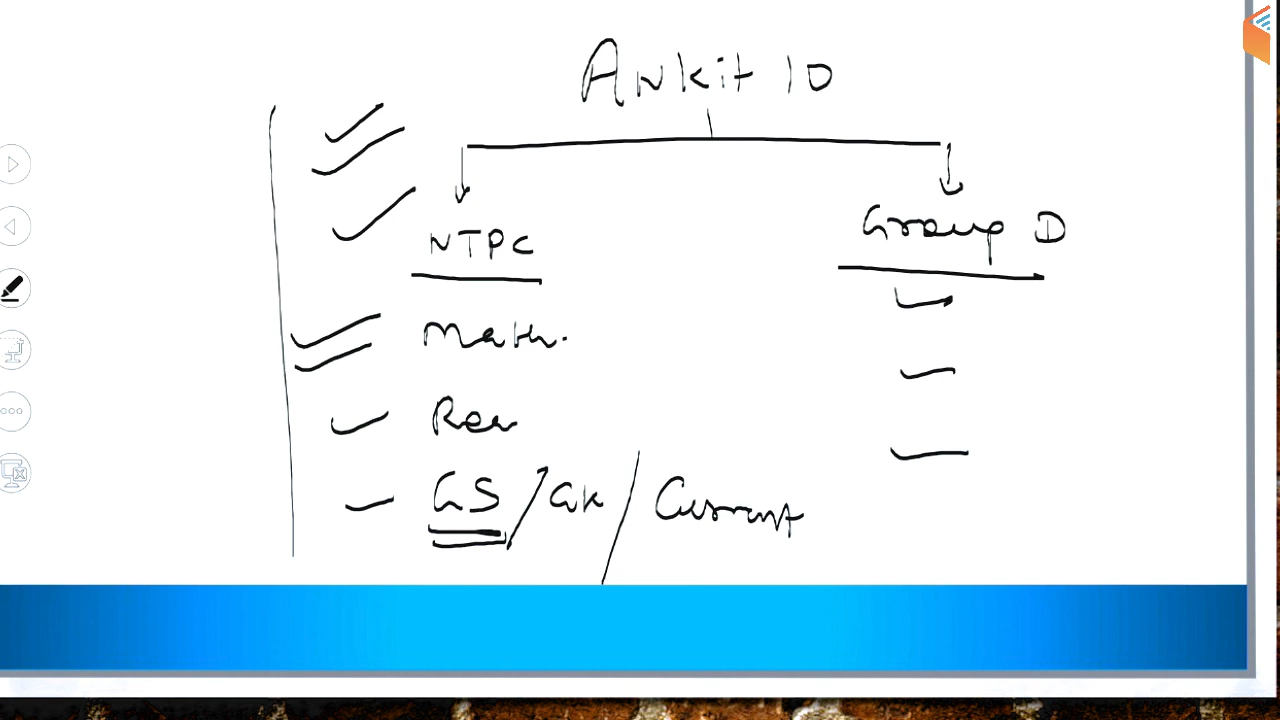 Ankit 10
NTPC
Group D
Math.
Rea
GS / Gk / Current